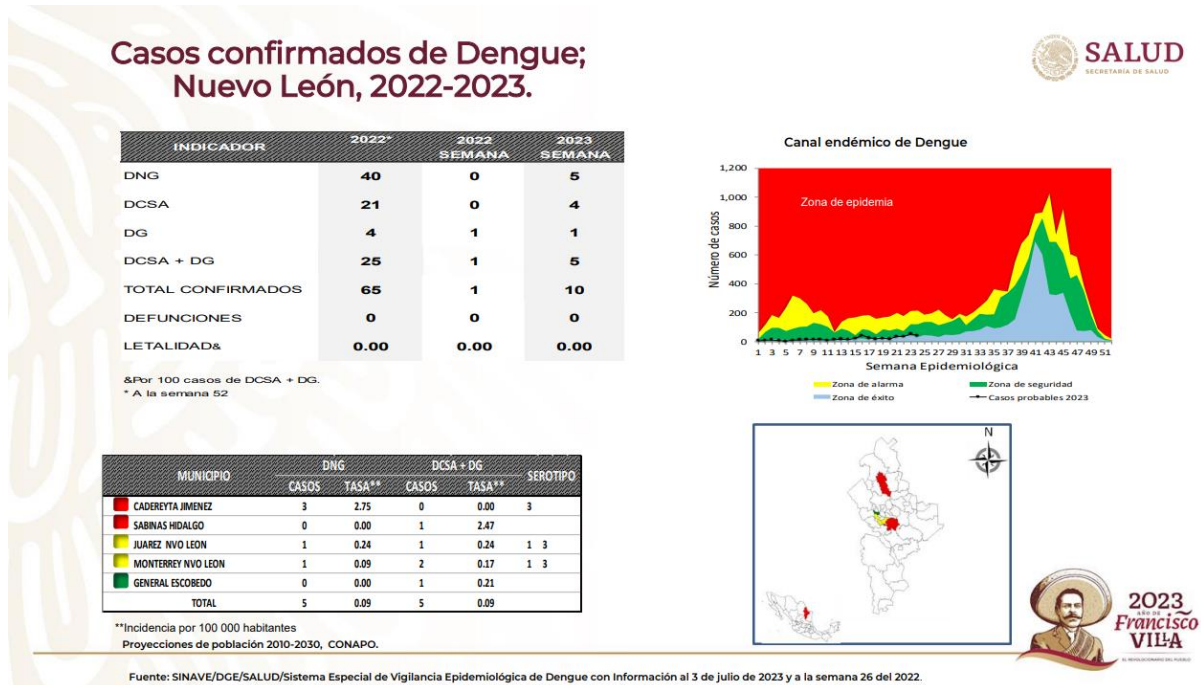 Casos confirmados de Dengue;
Nuevo León, 2022-2023.
SALUD
SECRETARÍA DE SALUD
INDICADOR 2022* 2022 SEMANA 2023 SEMANA
DNG 40 0 5
DCSA 21 0 4
DG 4 1 1
DCSA + DG 25 1 5
TOTAL CONFIRMADOS 65 1 10
DEFUNCIONES 0 0 0
LETALIDAD& 0.00 0.00 0.00
&Por 100 casos de DCSA + DG.
* A la semana 52
Canal endémico de Dengue
Número de casos
1,200
1,000
800
600
400
200
0
Zona de epidemia
1 3 5 7 9 11 13 15 17 19 21 23 25 27 29 31 33 35 37 39 41 43 45 47 49 51
Semana Epidemiológica
Zona de alarma Zona de seguridad
Zona de éxito Casos probables 2023
MUNICIPIO DNG DCSA + DG SEROTIPO
CASOS TASA** CASOS TASA**
CADEREYTA JIMENEZ 3 2.75 0 0.00 3
SABINAS HIDALGO 0 0.00 1 2.47
JUAREZ NVO LEON 1 0.24 1 0.24 1 3
MONTERREY NVO LEON 1 0.09 2 0.17 1 3
GENERAL ESCOBEDO 0 0.00 1 0.21
TOTAL 5 0.09 5 0.09
**Incidencia por 100 000 habitantes
Proyecciones de población 2010-2030, CONAPO.
N
2023
AÑO DE
Francisco
VILLA
EL REVOLUCIONARIO DEL PUEBLO
Fuente: SINAVE/DGE/SALUD/Sistema Especial de Vigilancia Epidemiológica de Dengue con Información al 3 de julio de 2023 y a la semana 26 del 2022.